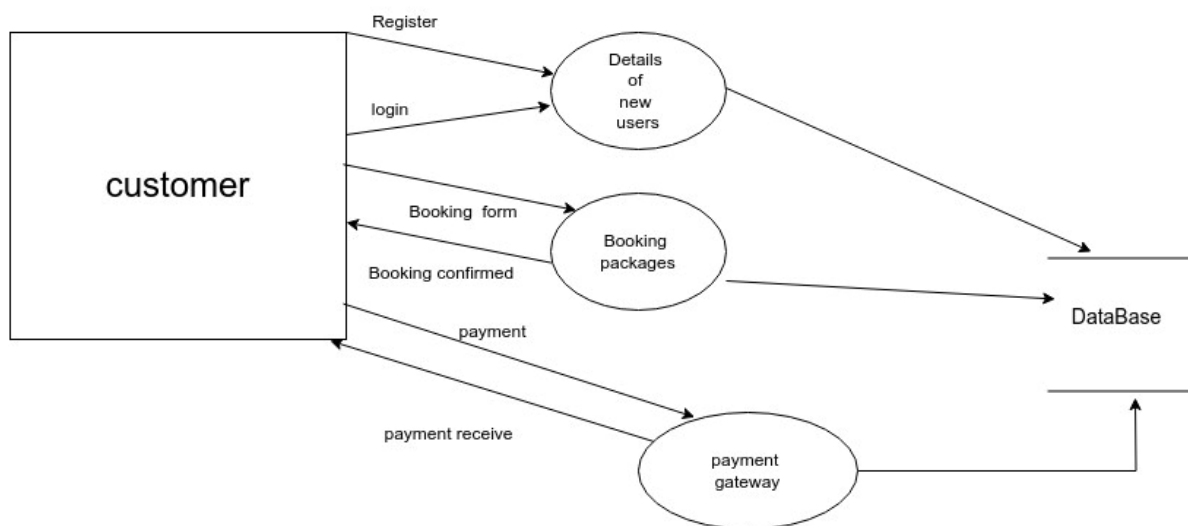 Register
Details
of
new
users
login
customer
Booking  form
Booking
packages
Booking confirmed
DataBase
payment
payment receive
payment
gateway